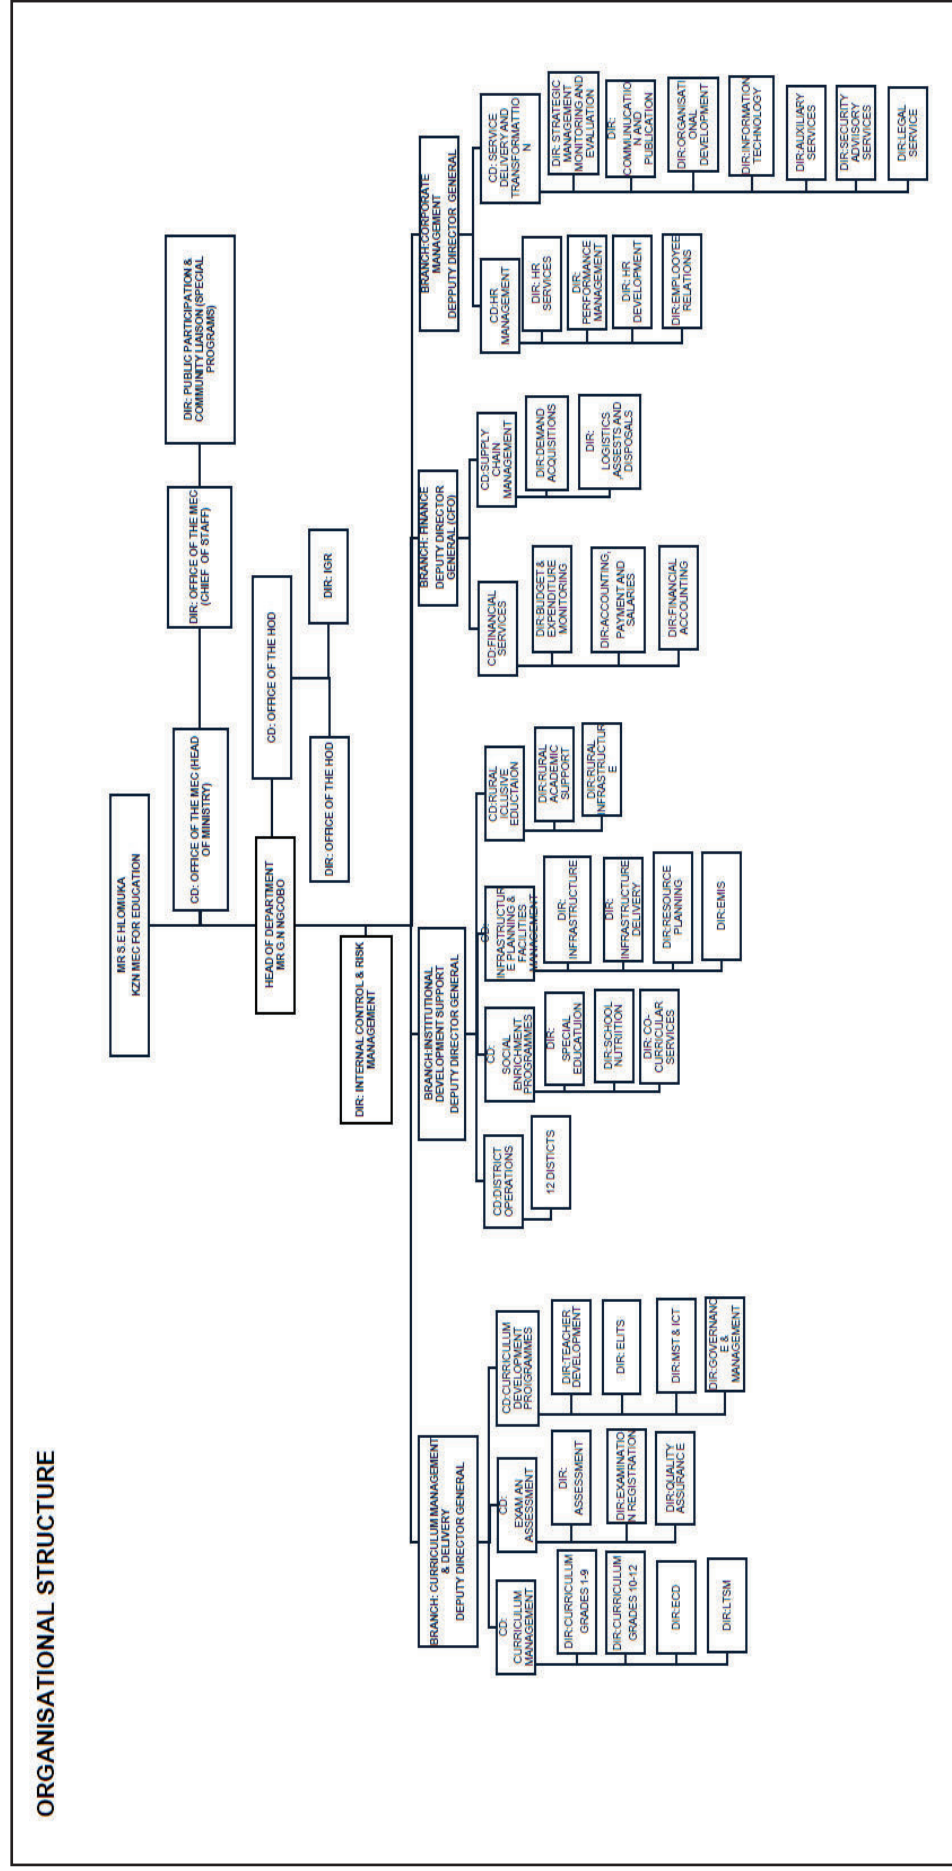 ORGANISATIONAL STRUCTURE
MR S.E HLOMUKA
KZN MEC FOR EDUCATION
CD: OFFICE OF THE MEC (HEAD
OF MINISTRY)
DIR: OFFICE OF THE MEC
(CHIEF OF STAFF)
DIR: PUBLIC PARTICIPATION &
COMMUNITY LIAISON (SPECIAL
PROGRAMS)
HEAD OF DEPARTMENT
MR G.N NGCOBO
CD: OFFICE OF THE HOD
DIR: OFFICE OF THE HOD
DIR: IGR
DIR: INTERNAL CONTROL & RISK
MANAGEMENT
BRANCH: CURRICULUM MANAGEMENT
& DELIVERY
DEPUTY DIRECTOR GENERAL
CD:
CURRICULUM
MANAGEMENT
DIR:CURRICULUM
GRADES 1-9
DIR:CURRICULUM
GRADES 10-12
DIR:ECD
DIR:LTSM
CD:
EXAM AN
ASSESSMENT
DIR:
ASSESSMENT
DIR:EXAMINATIO
N REGISTRATION
DIR:QUALITY
ASSURANCE
CD:CURRICULUM
DEVELOPMENT
PROIGRAMMES
DIR:TEACHER
DEVELOPMENT
DIR: ELITS
DIR:MST & ICT
DIR:GOVERNANC
E &
MANAGEMENT
BRANCH:INSTITUTIONAL
DEVELOPMENT SUPPORT
DEPUTY DIRECTOR GENERAL
CD:DISTRICT
OPERATIONS
12 DISTICTS
CD:
SOCIAL
ENRICHMENT
PROGRAMMES
DIR:
SPECIAL
EDUCATUION
DIR:SCHOOL
NUTRIITION
DIR: CO-
CURRICULAR
SERVICES
CD:
INFRASTRUCTUR
E PLANNING &
FACILITIES
MANAGEMENT
DIR:
INFRASTRUCTURE
DIR:
INFRASTRUCTURE
DELIVERY
DIR:RESOURCE
PLANNING
DIR:EMIS
CD:RURAL
ICLUSIVE
EDUCTAION
DIR:RURAL
ACADEMIC
SUPPORT
DIR:RURAL
INFRASTRUCTUR
E
BRANCH: FINANCE
DEPUTY DIRECTOR
GENERAL (CFO)
CD:FINANCIAL
SERVICES
DIR:BUDGET &
EXPENDITURE
MONITORING
DIR:ACCOUNTING,
PAYMENT AND
SALARIES
DIR:FINANCIAL
ACCOUNTING
CD:SUPPLY
CHAIN
MANAGEMENT
DIR:DEMAND
ACQUISITIONS
DIR:
LOGISTICS
,ASSESTS AND
DISPOSALS
BRANCH:CORPORATE
MANAGEMENT
DEPPUTY DIRECTOR GENERAL
CD:HR
MANAGEMENT
DIR: HR
SERVICES
DIR:
PERFORMANCE
MANAGEMENT
DIR: HR
DEVELOPMENT
DIR:EMPLOOYEE
RELATIONS
CD: SERVICE
DELIVERY AND
TRANSFORMATTIO
N
DIR: STRATEGIC
MANAGEMENT
MONITORING AND
EVALUATION
DIR:
COMMUNUCATIO
N AND
PUBLICATION
DIR:ORGANISATI
ONAL
DEVELOPMENT
DIR:INFORMATION
TECHNOLOGY
DIR:AUXILIARY
SERVICES
DIR:SECURITY
ADVISORY
SERVICES
DIR:LEGAL
SERVICE